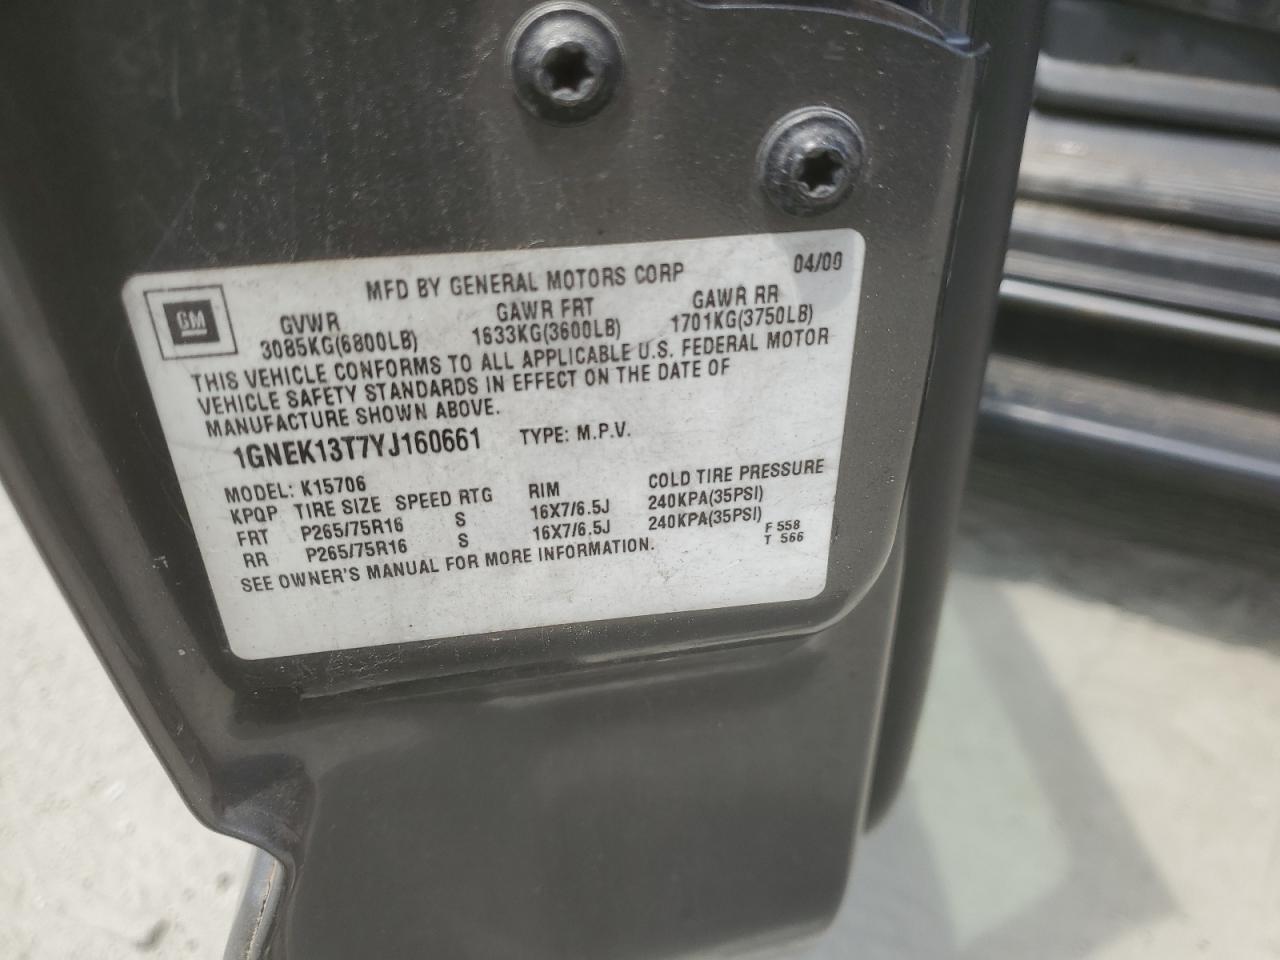 MFD BY GENERAL MOTORS CORP 04/00
GM
GVWR GAWR FRT GAWR RR
3085KG(6800LB) 1633KG(3600LB) 1701KG(3750LB)
THIS VEHICLE CONFORMS TO ALL APPLICABLE U.S. FEDERAL MOTOR
VEHICLE SAFETY STANDARDS IN EFFECT ON THE DATE OF
MANUFACTURE SHOWN ABOVE.
1GNEK13T7YJ160661 TYPE: M.P.V.
MODEL: K15706
KPQP TIRE SIZE SPEED RTG RIM COLD TIRE PRESSURE
FRT P265/75R16 S 16X7/6.5J 240KPA(35PSI)
RR P265/75R16 S 16X7/6.5J 240KPA(35PSI)
SEE OWNER'S MANUAL FOR MORE INFORMATION.
F 558
T 566